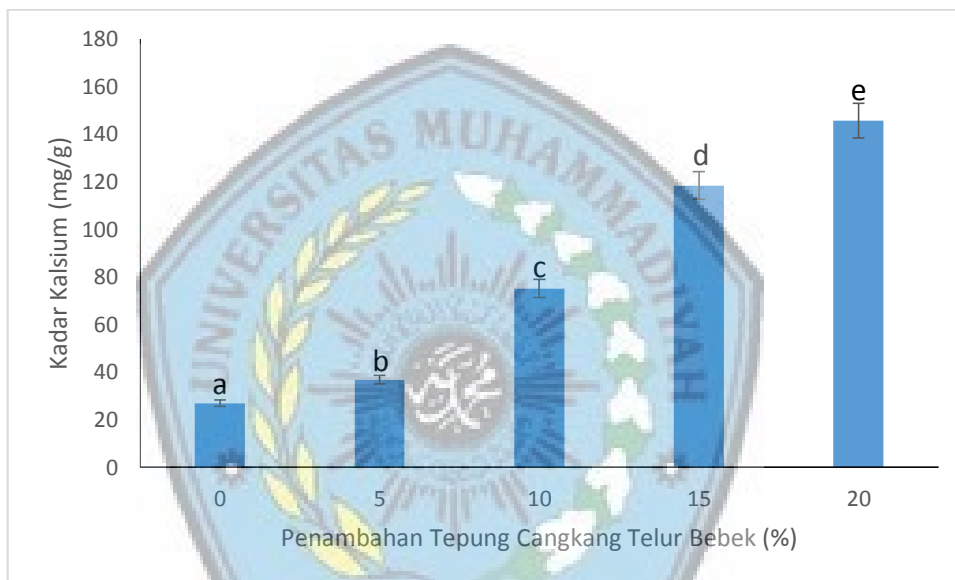 180
160
140
120
100
80
60
40
20
0
Kadar Kalsium (mg/g)
a
b
c
d
e
0 5 10 15 20
Penambahan Tepung Cangkang Telur Bebek (%)
UNIVERSITAS MUHAMMADIYAH